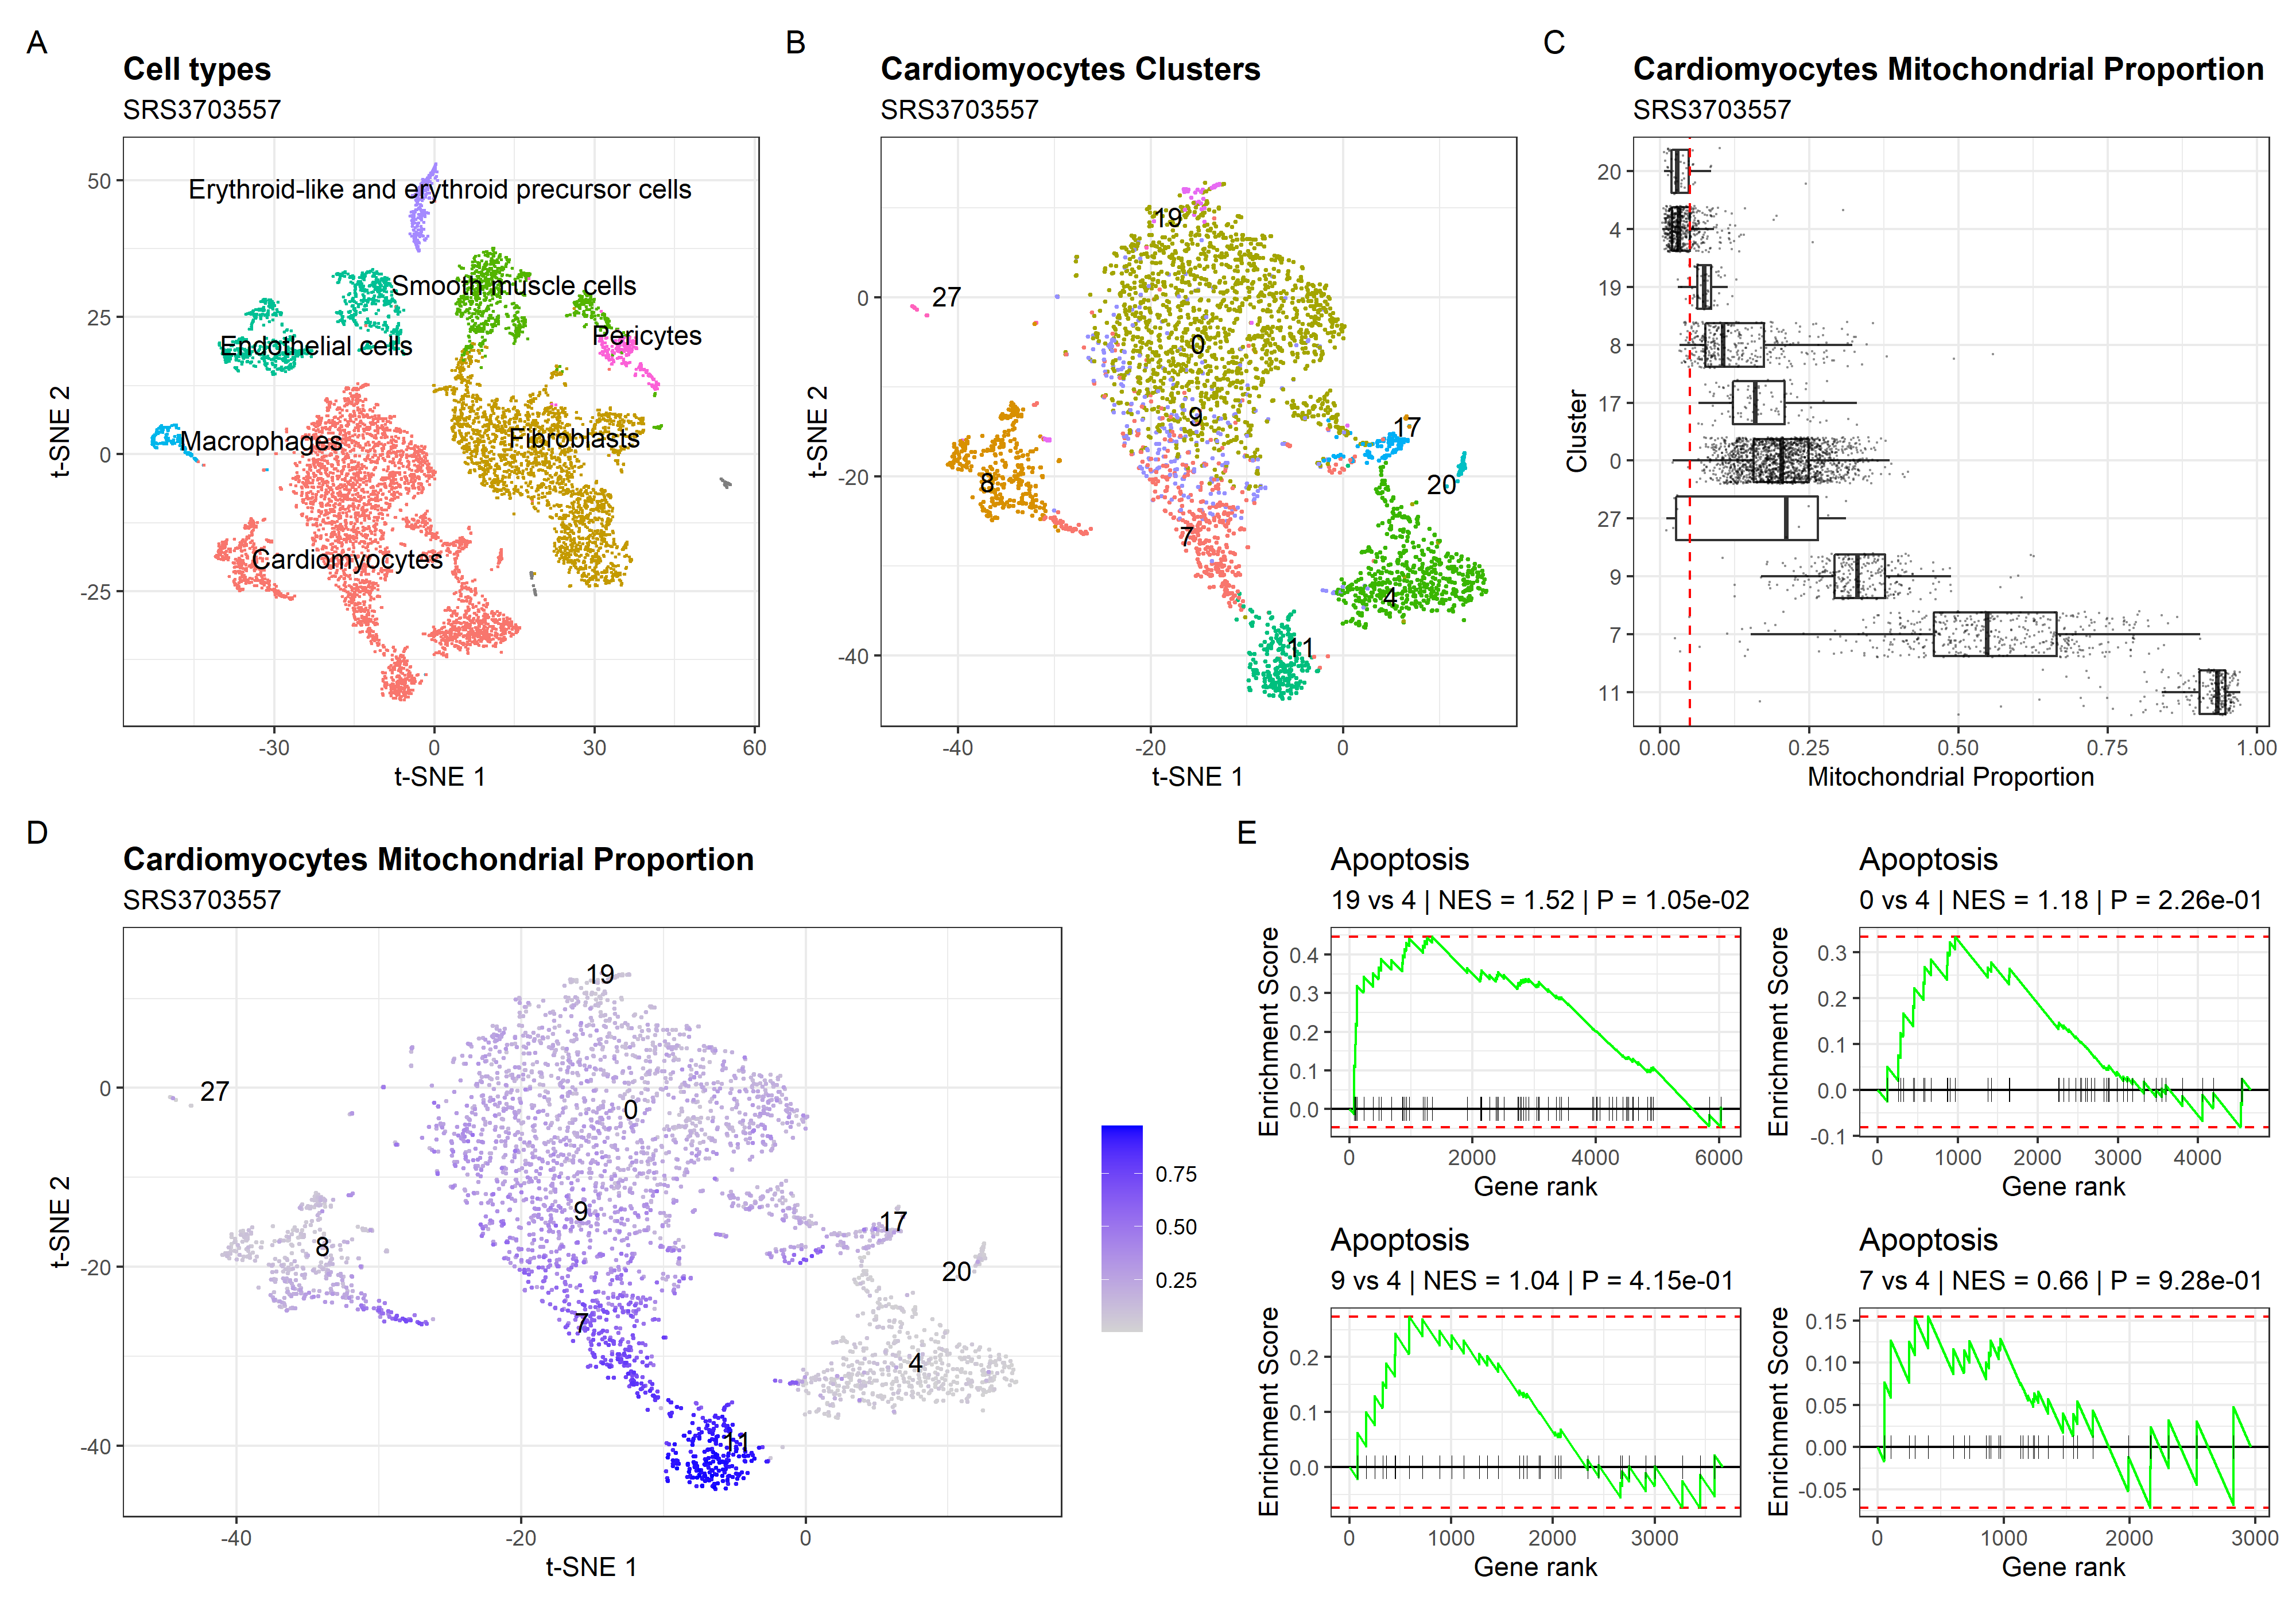 A
Cell types
SRS3703557
t-SNE 2
50
25
0
-25
Erythroid-like and erythroid precursor cells
Smooth muscle cells
Pericytes
Endothelial cells
Macrophages
Fibroblasts
Cardiomyocytes
-30
0
30
60
t-SNE 1
B
Cardiomyocytes Clusters
SRS3703557
t-SNE 2
0
-20
-40
19
27
0
9
17
8
20
7
4
11
-40
-20
0
t-SNE 1
C
Cardiomyocytes Mitochondrial Proportion
SRS3703557
Cluster
20
4
19
8
17
0
27
9
7
11
0.00
0.25
0.50
0.75
1.00
Mitochondrial Proportion
D
Cardiomyocytes Mitochondrial Proportion
SRS3703557
t-SNE 2
0
-20
-40
19
27
0
9
17
8
20
7
4
11
-40
-20
0
t-SNE 1
0.75
0.50
0.25
E
Apoptosis
19 vs 4 | NES = 1.52 | P = 1.05e-02
Enrichment Score
0.4
0.3
0.2
0.1
0.0
0
2000
4000
6000
Gene rank
Apoptosis
0 vs 4 | NES = 1.18 | P = 2.26e-01
Enrichment Score
0.3
0.2
0.1
0.0
-0.1
0
1000
2000
3000
4000
Gene rank
Apoptosis
9 vs 4 | NES = 1.04 | P = 4.15e-01
Enrichment Score
0.2
0.1
0.0
0
1000
2000
3000
Gene rank
Apoptosis
7 vs 4 | NES = 0.66 | P = 9.28e-01
Enrichment Score
0.15
0.10
0.05
0.00
-0.05
0
1000
2000
3000
Gene rank